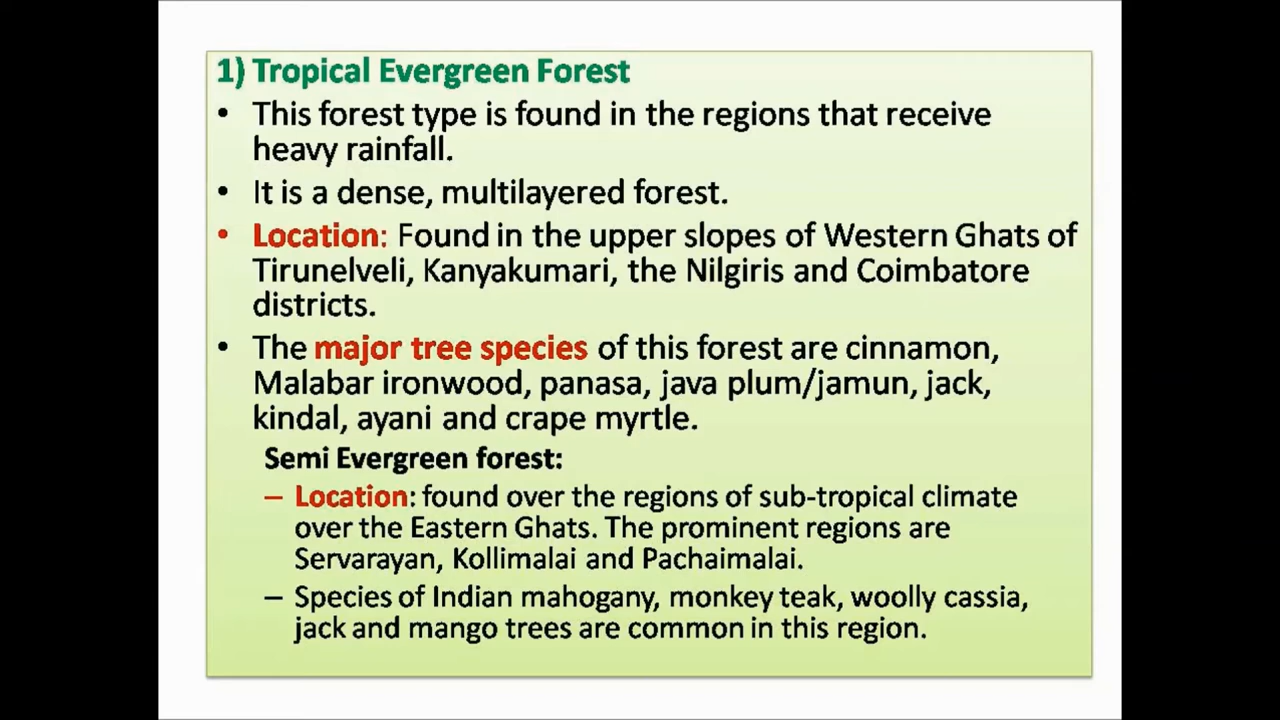 1) Tropical Evergreen Forest
• This forest type is found in the regions that receive
heavy rainfall.
• It is a dense, multilayered forest.
• Location: Found in the upper slopes of Western Ghats of
Tirunelveli, Kanyakumari, the Nilgiris and Coimbatore
districts.
• The major tree species of this forest are cinnamon,
Malabar ironwood, panasa, java plum/jamun, jack,
kindal, ayani and crape myrtle.
Semi Evergreen forest:
– Location: found over the regions of sub-tropical climate
over the Eastern Ghats. The prominent regions are
Servarayan, Kollimalai and Pachaimalai.
– Species of Indian mahogany, monkey teak, woolly cassia,
jack and mango trees are common in this region.